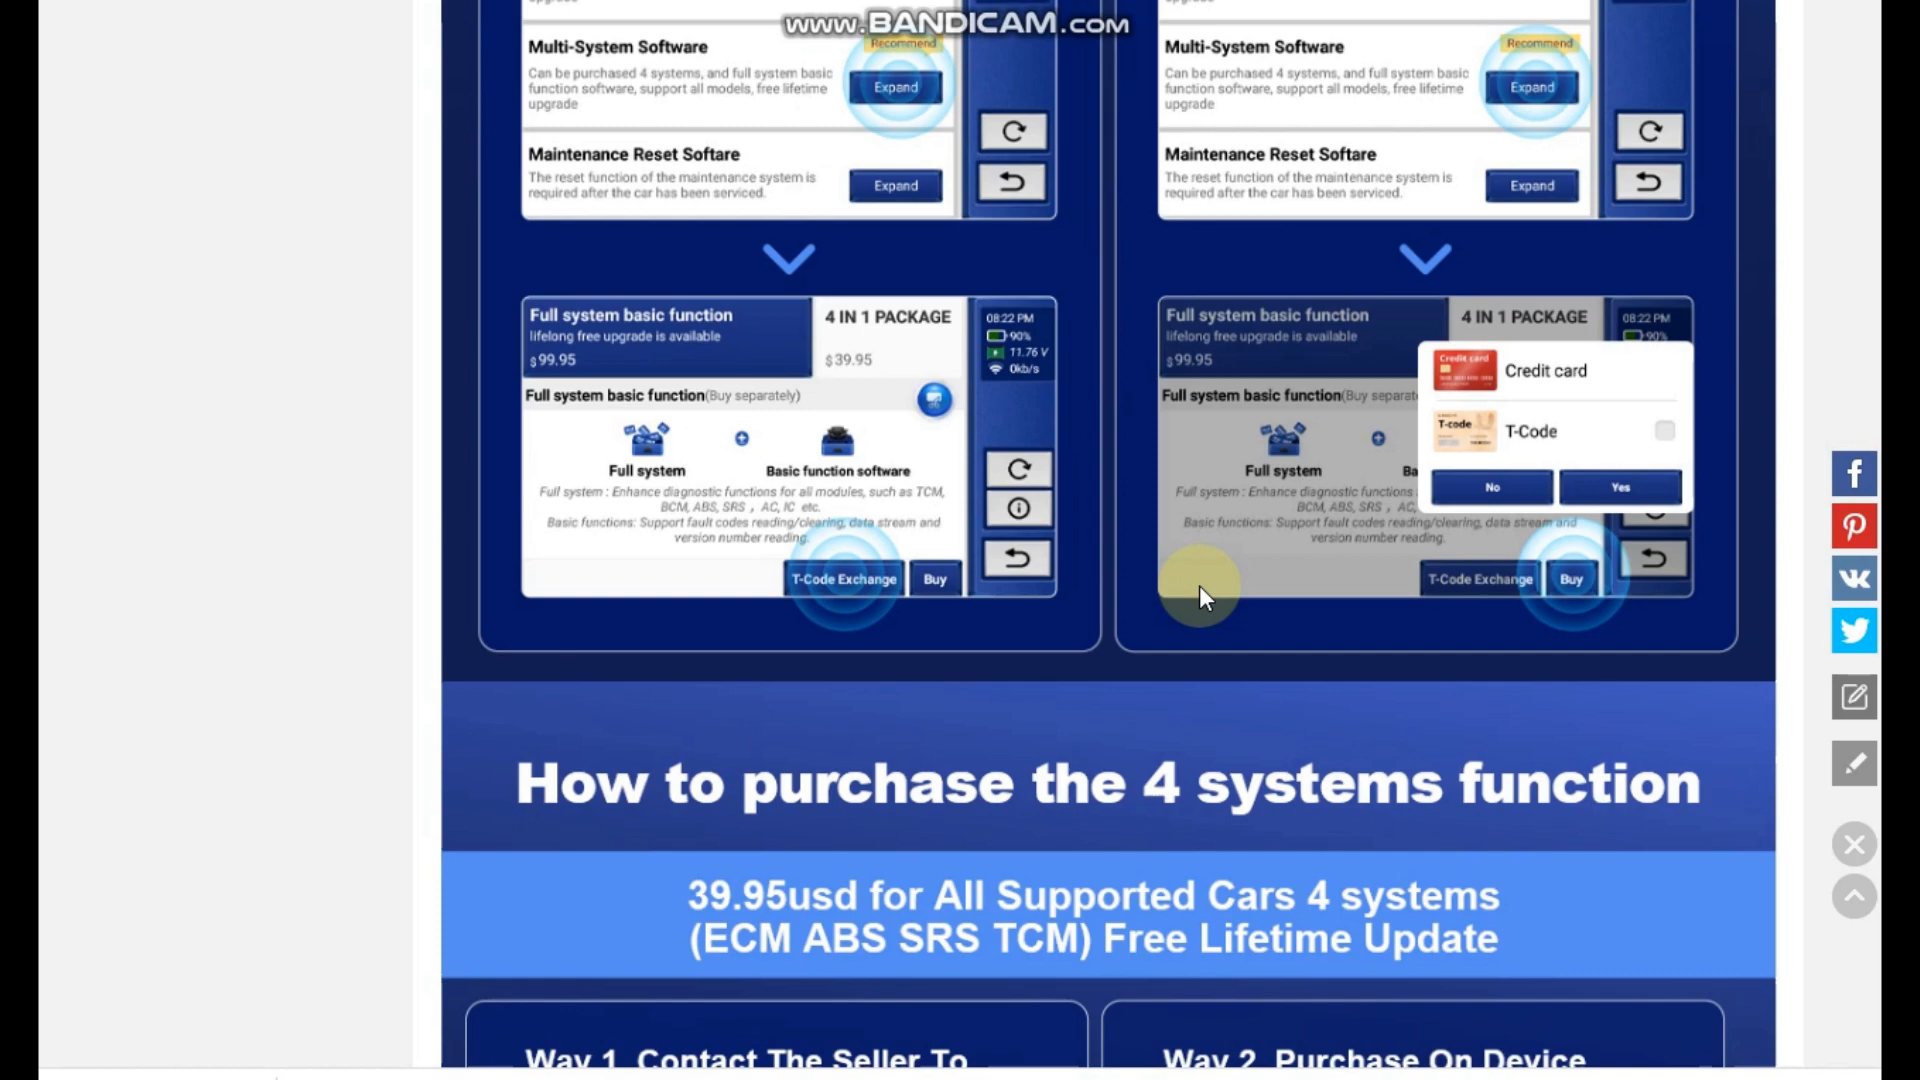 www.BANDICAM.com
Recommend
Multi-System Software
Can be purchased 4 systems, and full system basic
function software, support all models, free lifetime
upgrade
Expand
Maintenance Reset Softare
The reset function of the maintenance system is
required after the car has been serviced.
Expand
Full system basic function
lifelong free upgrade is available
$99.95
4 IN 1 PACKAGE
$39.95
08:22 PM
90%
11.76 V
0kb/s
Full system basic function(Buy separately)
Full system
Basic function software
Full system : Enhance diagnostic functions for all modules, such as TCM,
BCM, ABS, SRS , AC, IC etc.
Basic functions: Support fault codes reading/clearing, data stream and
version number reading.
T-Code Exchange
Buy
Recommend
Multi-System Software
Can be purchased 4 systems, and full system basic
function software, support all models, free lifetime
upgrade
Expand
Maintenance Reset Softare
The reset function of the maintenance system is
required after the car has been serviced.
Expand
Full system basic function
lifelong free upgrade is available
$99.95
4 IN 1 PACKAGE
08:22 PM
90%
Credit card
Credit card
T-code
T-Code
No
Yes
Full system basic function(Buy separat
Full system
Ba
Full system : Enhance diagnostic functions
BCM, ABS, SRS , AC,
Basic functions: Support fault codes reading/clearing, data stream and
version number reading.
T-Code Exchange
Buy
How to purchase the 4 systems function
39.95usd for All Supported Cars 4 systems
(ECM ABS SRS TCM) Free Lifetime Update
Way 1 Contact The Seller To
Way 2 Purchase On Device